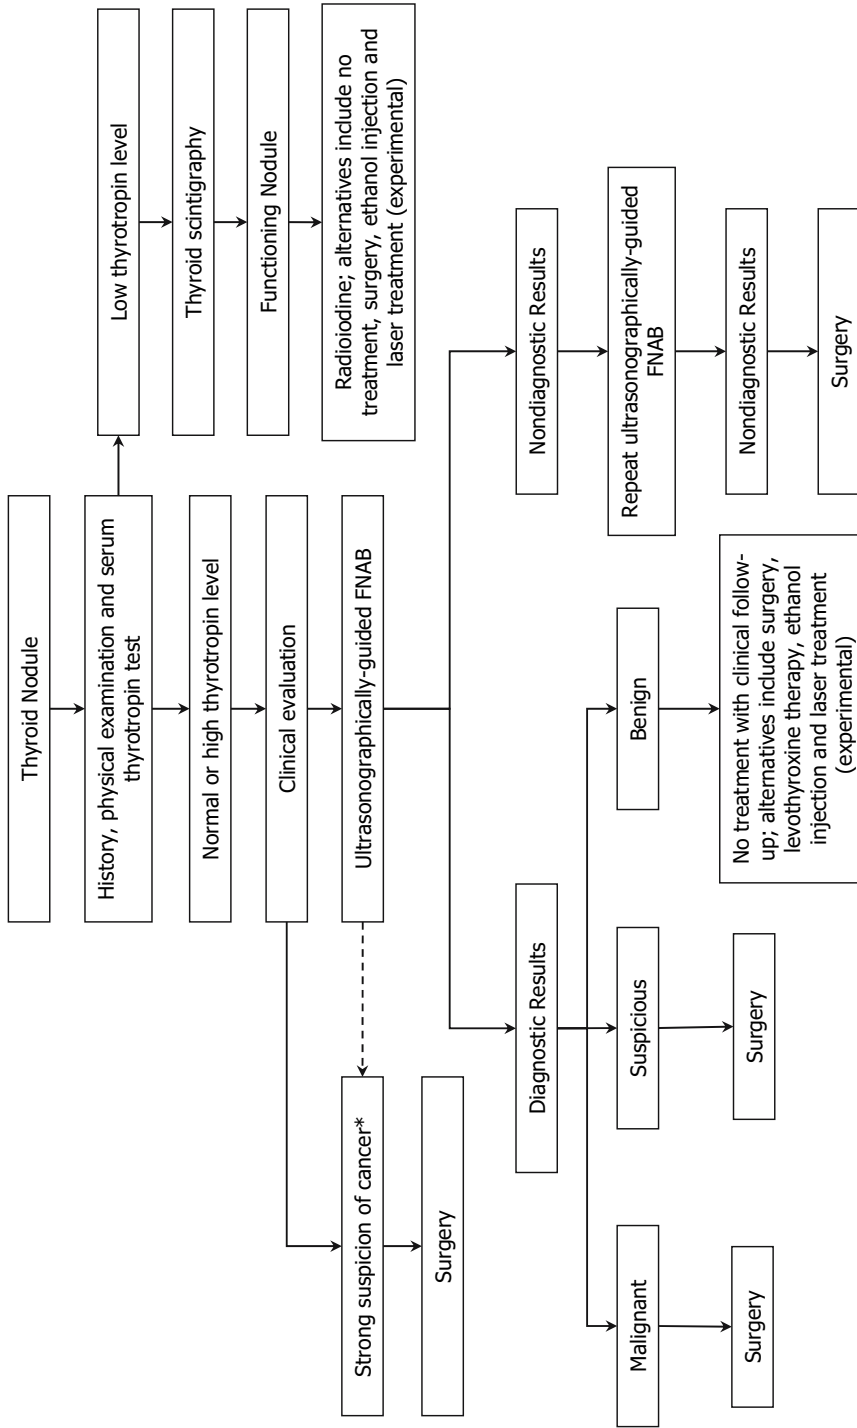 Thyroid Nodule
History, physical examination and serum
thyrotropin test
Low thyrotropin level
Normal or high thyrotropin level
Thyroid scintigraphy
Clinical evaluation
Functioning Nodule
Strong suspicion of cancer*
Ultrasonographically-guided FNAB
Radioiodine; alternatives include no
treatment, surgery, ethanol injection and
laser treatment (experimental)
Surgery
Diagnostic Results
Nondiagnostic Results
Malignant
Suspicious
Benign
Repeat ultrasonographically-guided
FNAB
Surgery
Surgery
No treatment with clinical follow-
up; alternatives include surgery,
levothyroxine therapy, ethanol
injection and laser treatment
(experimental)
Nondiagnostic Results
Surgery